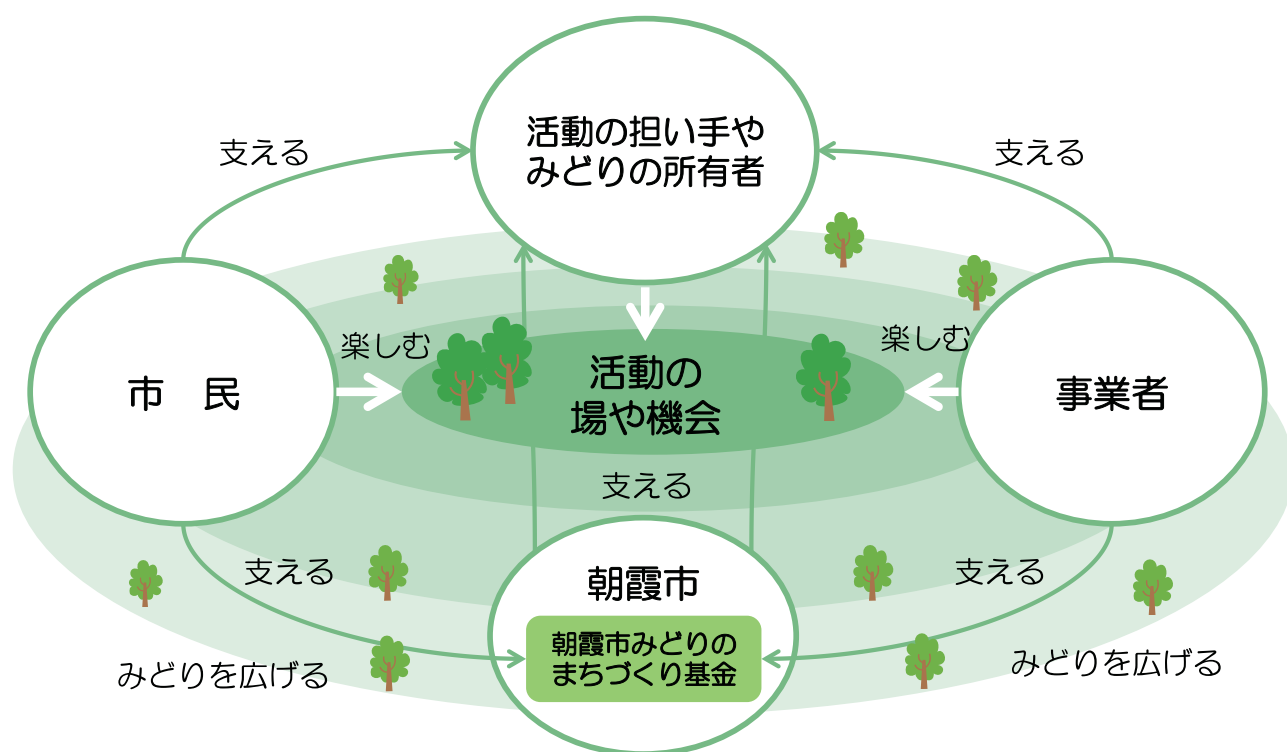 活動の担い手や
みどりの所有者
支える
支える
楽しむ
楽しむ
市　民
活動の
場や機会
事業者
支える
支える
支える
朝霞市
朝霞市みどりの
まちづくり基金
みどりを広げる
みどりを広げる